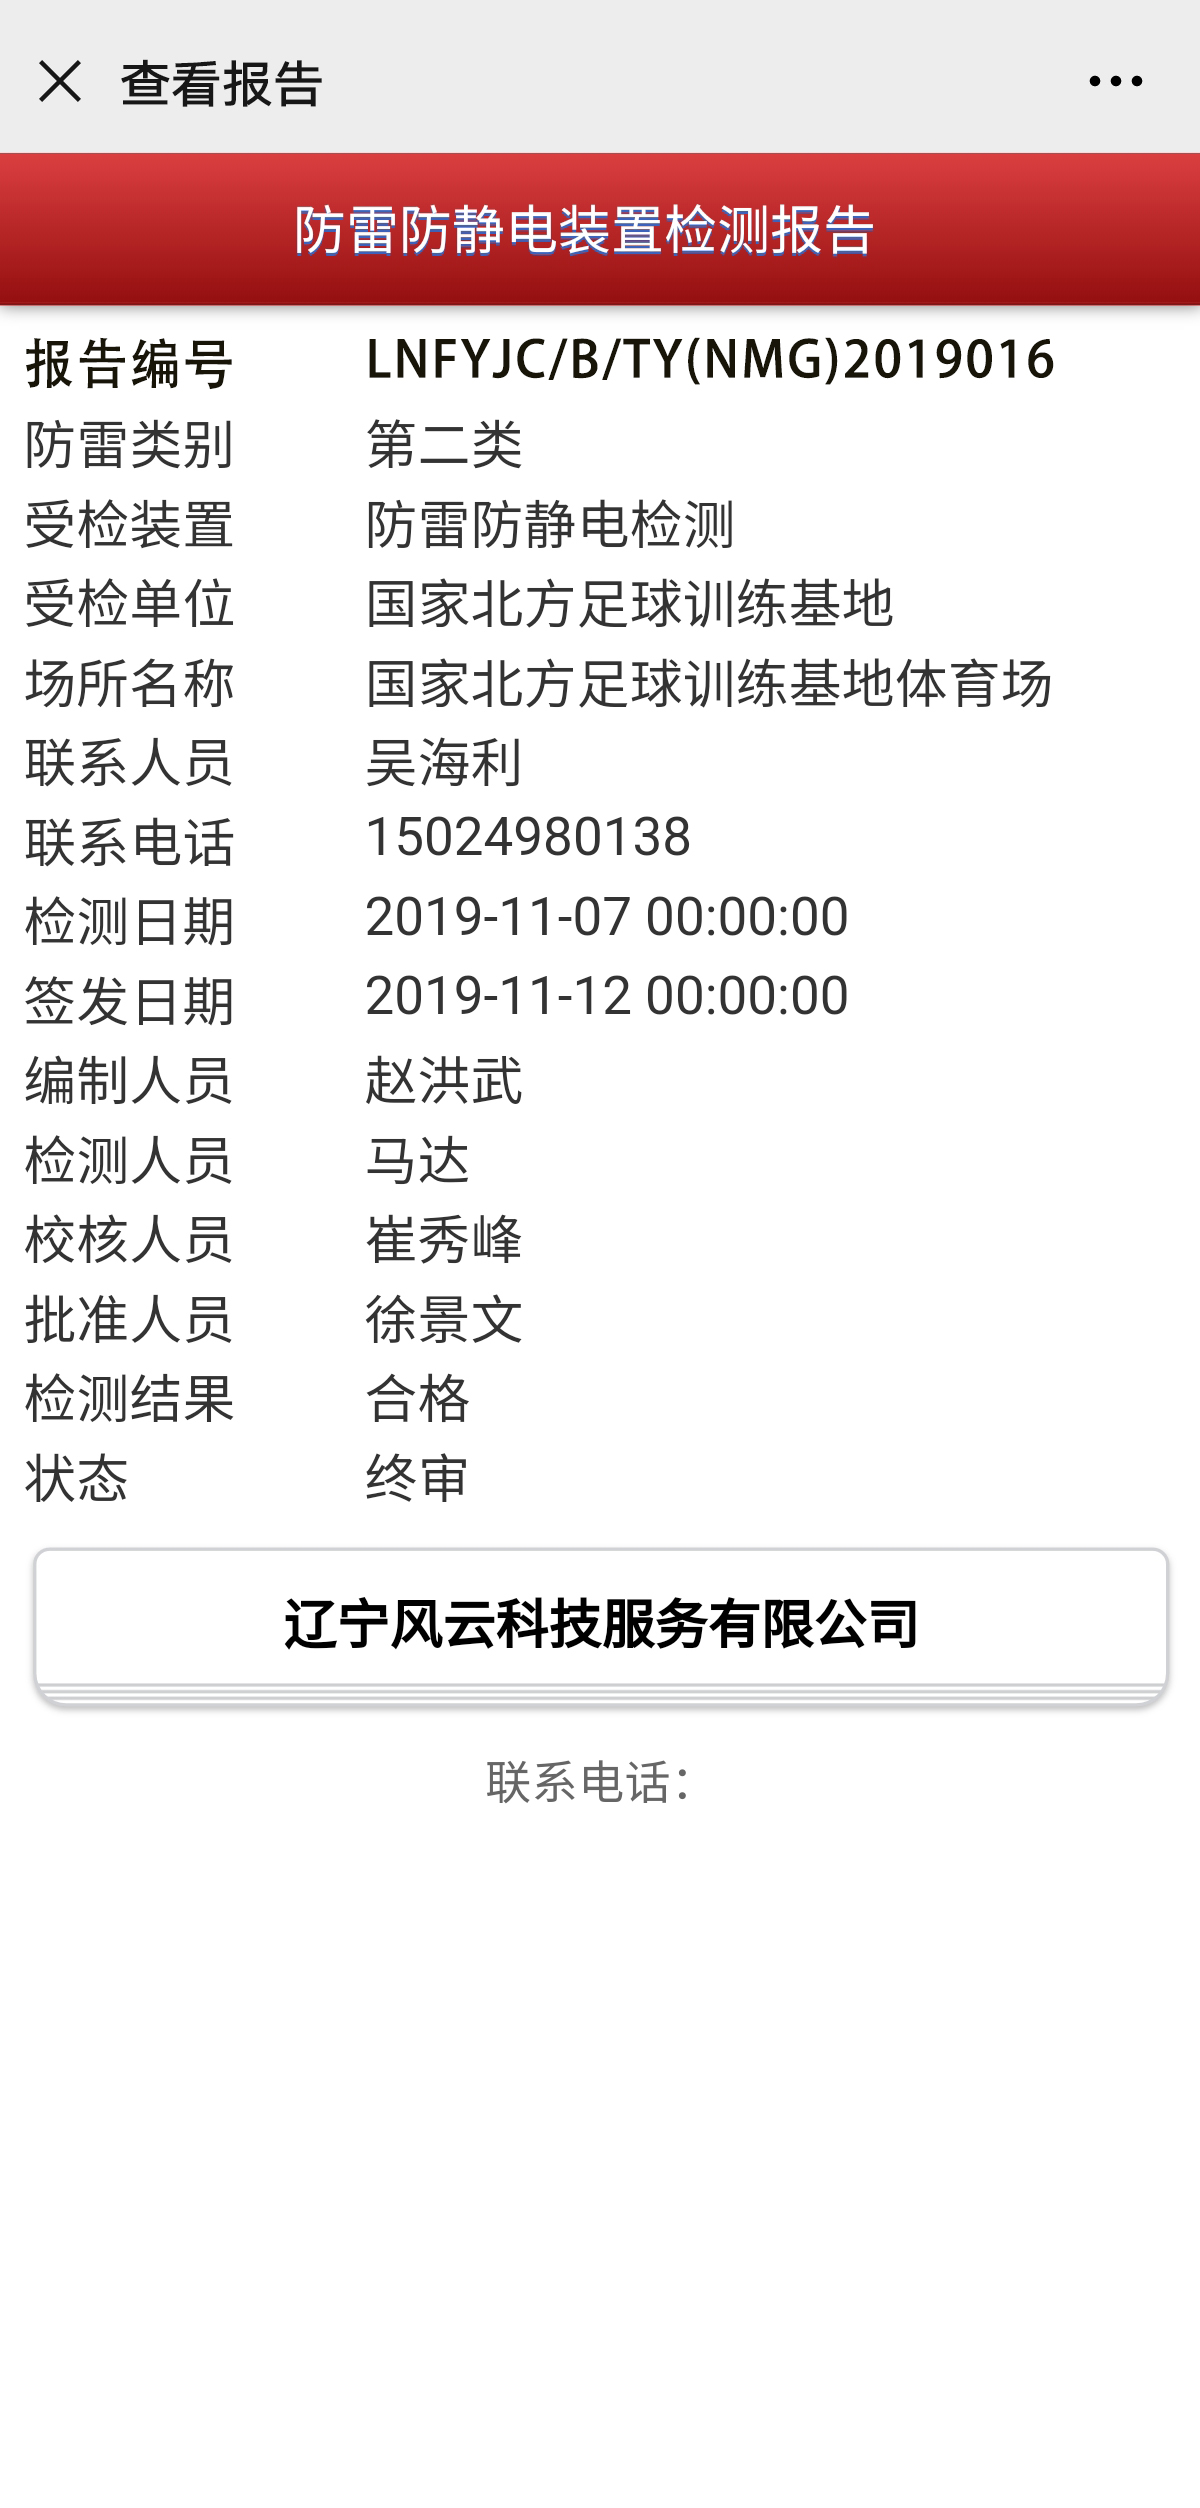 查看报告
防雷防静电装置检测报告
报告编号 LNFYJC/B/TY(NMG)2019016
防雷类别 第二类
受检装置 防雷防静电检测
受检单位 国家北方足球训练基地
场所名称 国家北方足球训练基地体育场
联系人员 吴海利
联系电话 15024980138
检测日期 2019-11-07 00:00:00
签发日期 2019-11-12 00:00:00
编制人员 赵洪武
检测人员 马达
校核人员 崔秀峰
批准人员 徐景文
检测结果 合格
状态 终审
辽宁风云科技服务有限公司
联系电话：